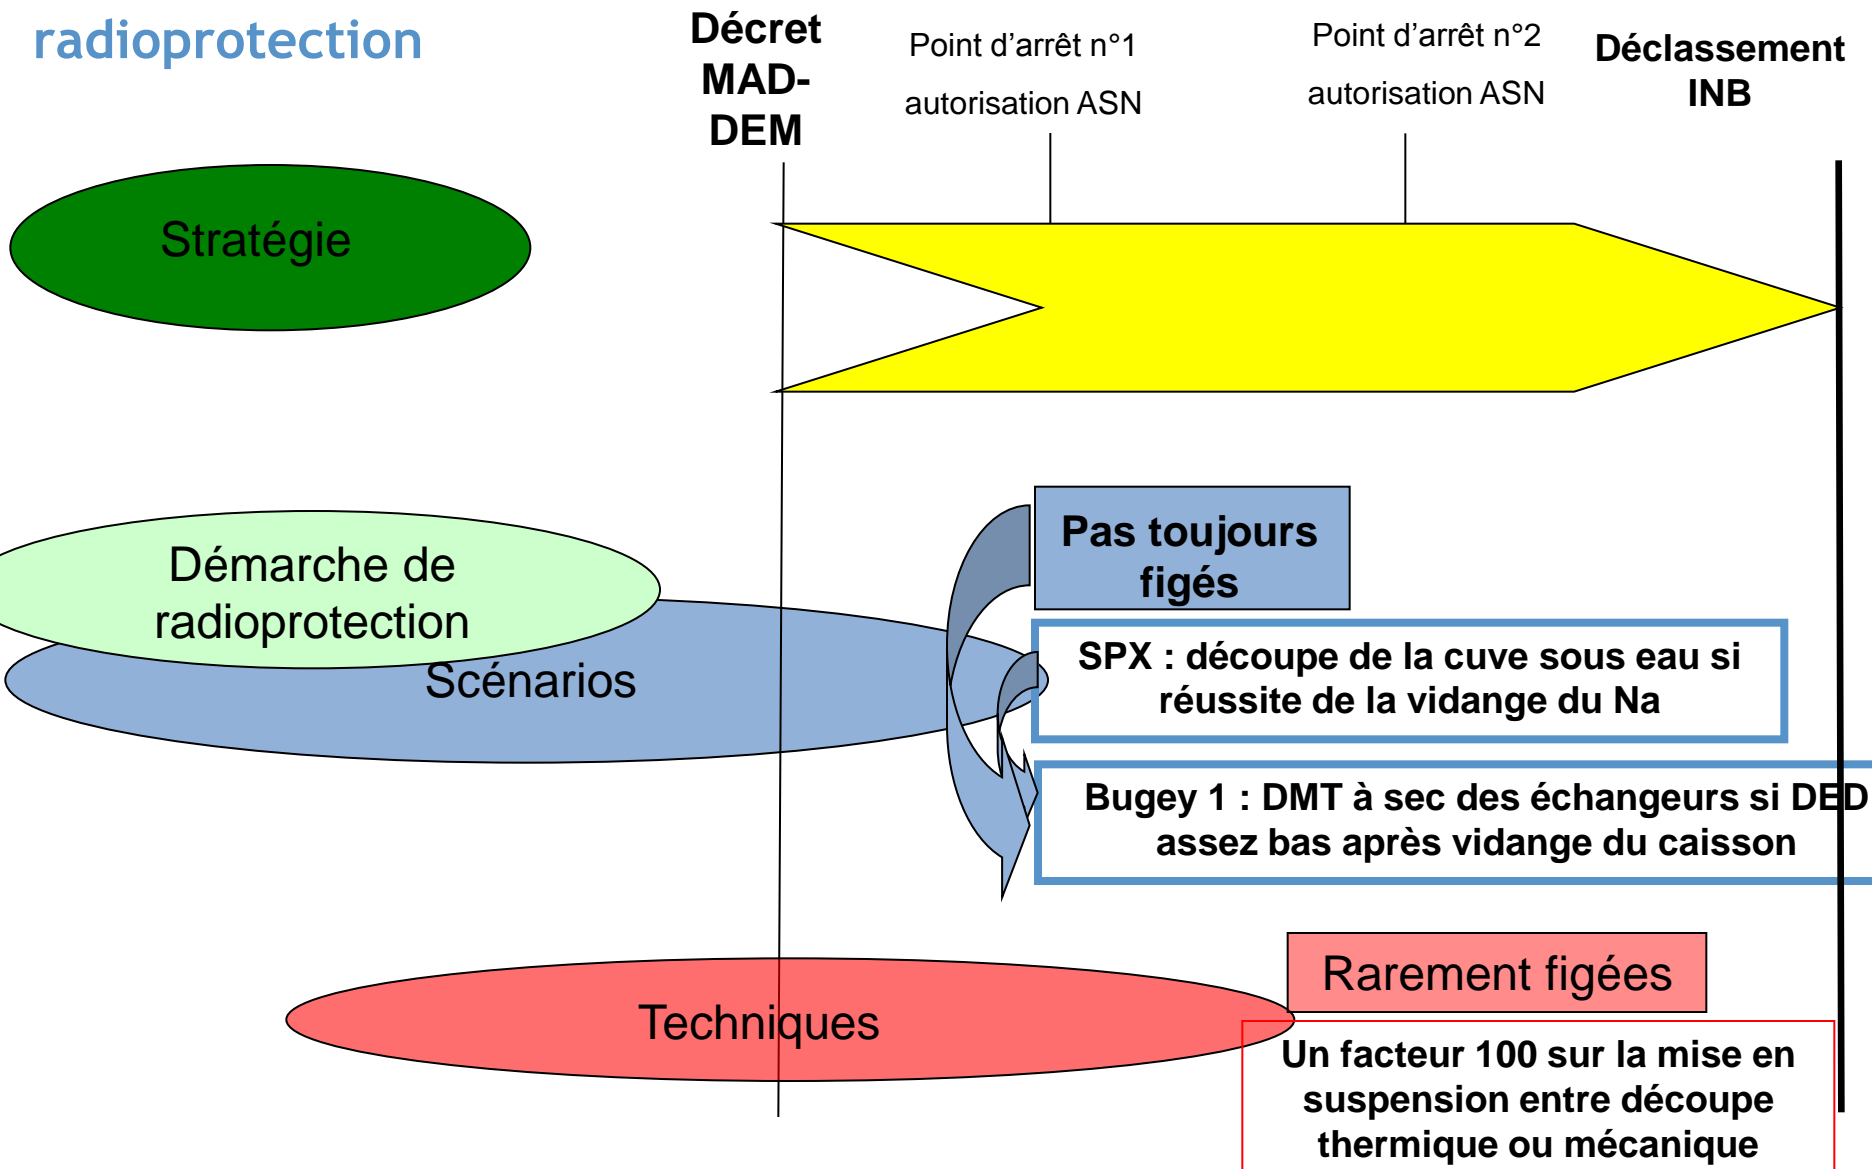 radioprotection
Décret
MAD-
DEM
Point d'arrêt n°1
autorisation ASN
Point d'arrêt n°2
autorisation ASN
Déclassement
INB
Stratégie
Démarche de
radioprotection
Scénarios
Pas toujours
figés
SPX : découpe de la cuve sous eau si
réussite de la vidange du Na
Bugey 1 : DMT à sec des échangeurs si DED
assez bas après vidange du caisson
Techniques
Rarement figées
Un facteur 100 sur la mise en
suspension entre découpe
thermique ou mécanique